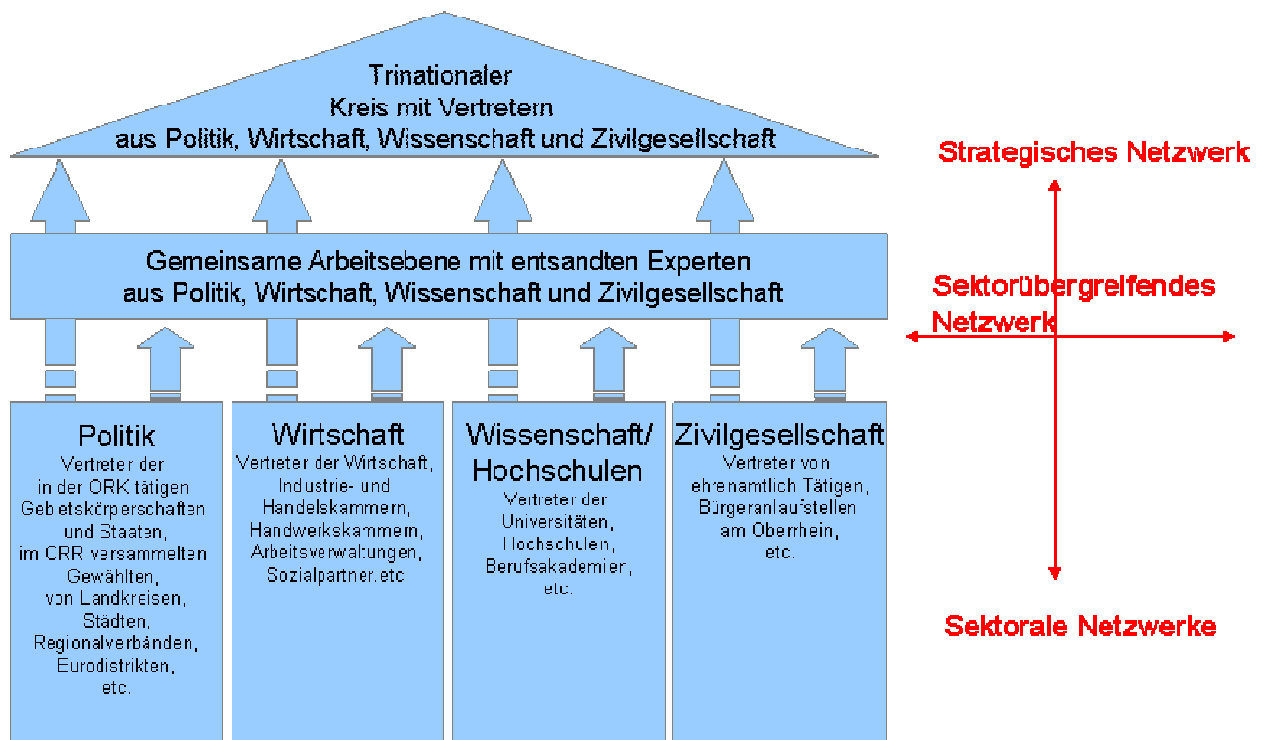 Trinationaler
Kreis mit Vertretern
aus Politik, Wirtschaft, Wissenschaft und Zivilgesellschaft
Strategisches Netzwerk
Gemeinsame Arbeitsebene mit entsandten Experten
aus Politik, Wirtschaft, Wissenschaft und Zivilgesellschaft
Sektorübergreifendes
Netzwerk
Politik
Vertreter der
in der ORK tätigen
Gebietskörperschaften
und Staaten,
im ORR versammelten
Gewählten,
von Landkreisen,
Städten,
Regionalverbänden,
Eurodistrikten,
etc.
Wirtschaft
Vertreter der Wirtschaft,
Industrie- und
Handelskammern,
Handwerkskammern,
Arbeitsverwaltungen,
Sozialpartner,etc
Wissenschaft/
Hochschulen
Vertreter der
Universitäten,
Hochschulen,
Berufsakademien,
etc.
Zivilgesellschaft
Vertreter von
ehrenamtlich Tätigen,
Bürgeranlaufstellen
am Oberrhein,
etc.
Sektorale Netzwerke